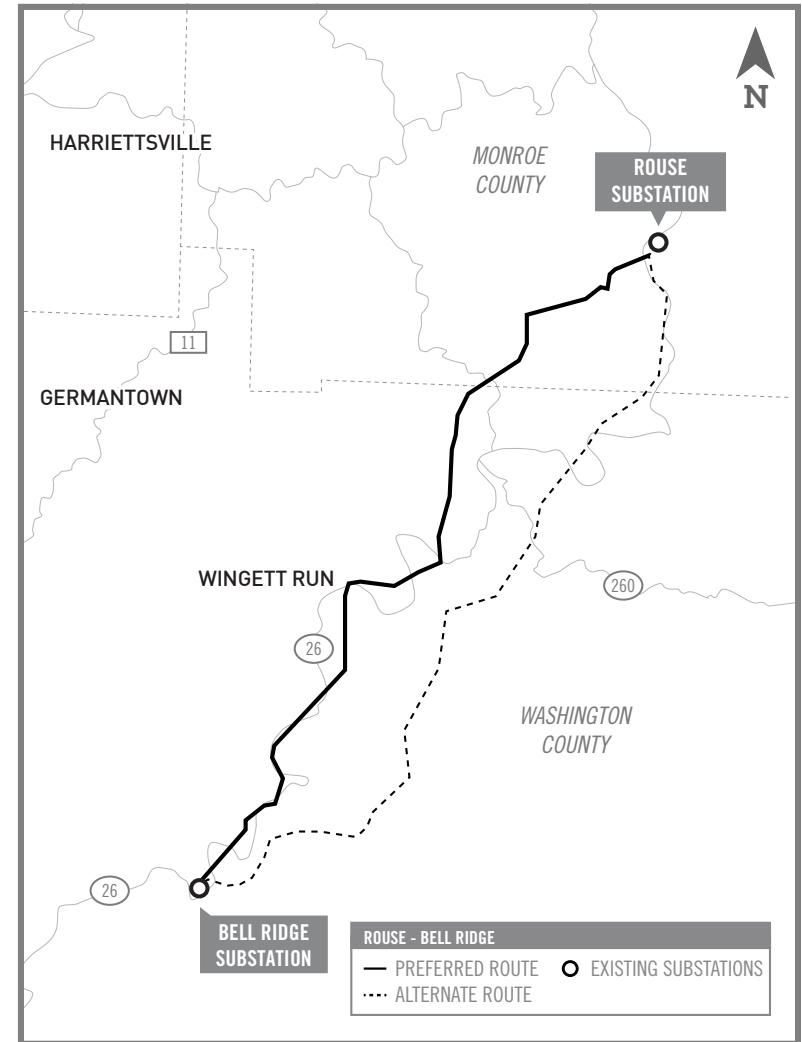 N
HARRIETTSVILLE
MONROE
COUNTY
ROUSE
SUBSTATION
11
GERMANTOWN
WINGETT RUN
260
26
WASHINGTON
COUNTY
26
BELL RIDGE
SUBSTATION
ROUSE - BELL RIDGE
PREFERRED ROUTE
EXISTING SUBSTATIONS
ALTERNATE ROUTE